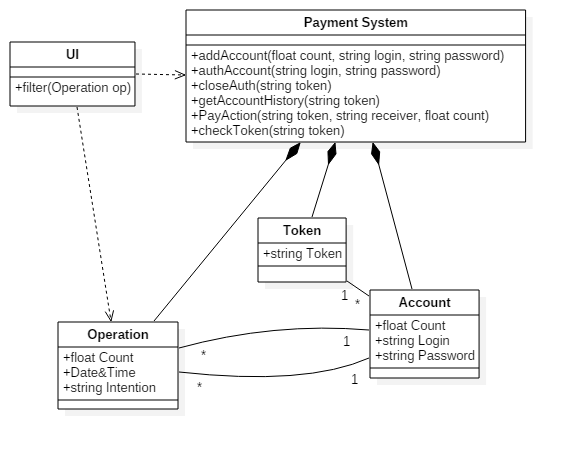 Payment System
+addAccount(float count, string login, string password)
+authAccount(string login, string password)
+closeAuth(string token)
+getAccountHistory(string token)
+PayAction(string token, string receiver, float count)
+checkToken(string token)
UI
+filter(Operation op)
Token
+string Token
1
*
Account
+float Count
+string Login
+string Password
Operation
+float Count
+Date&Time
+string Intention
*
1
*
1